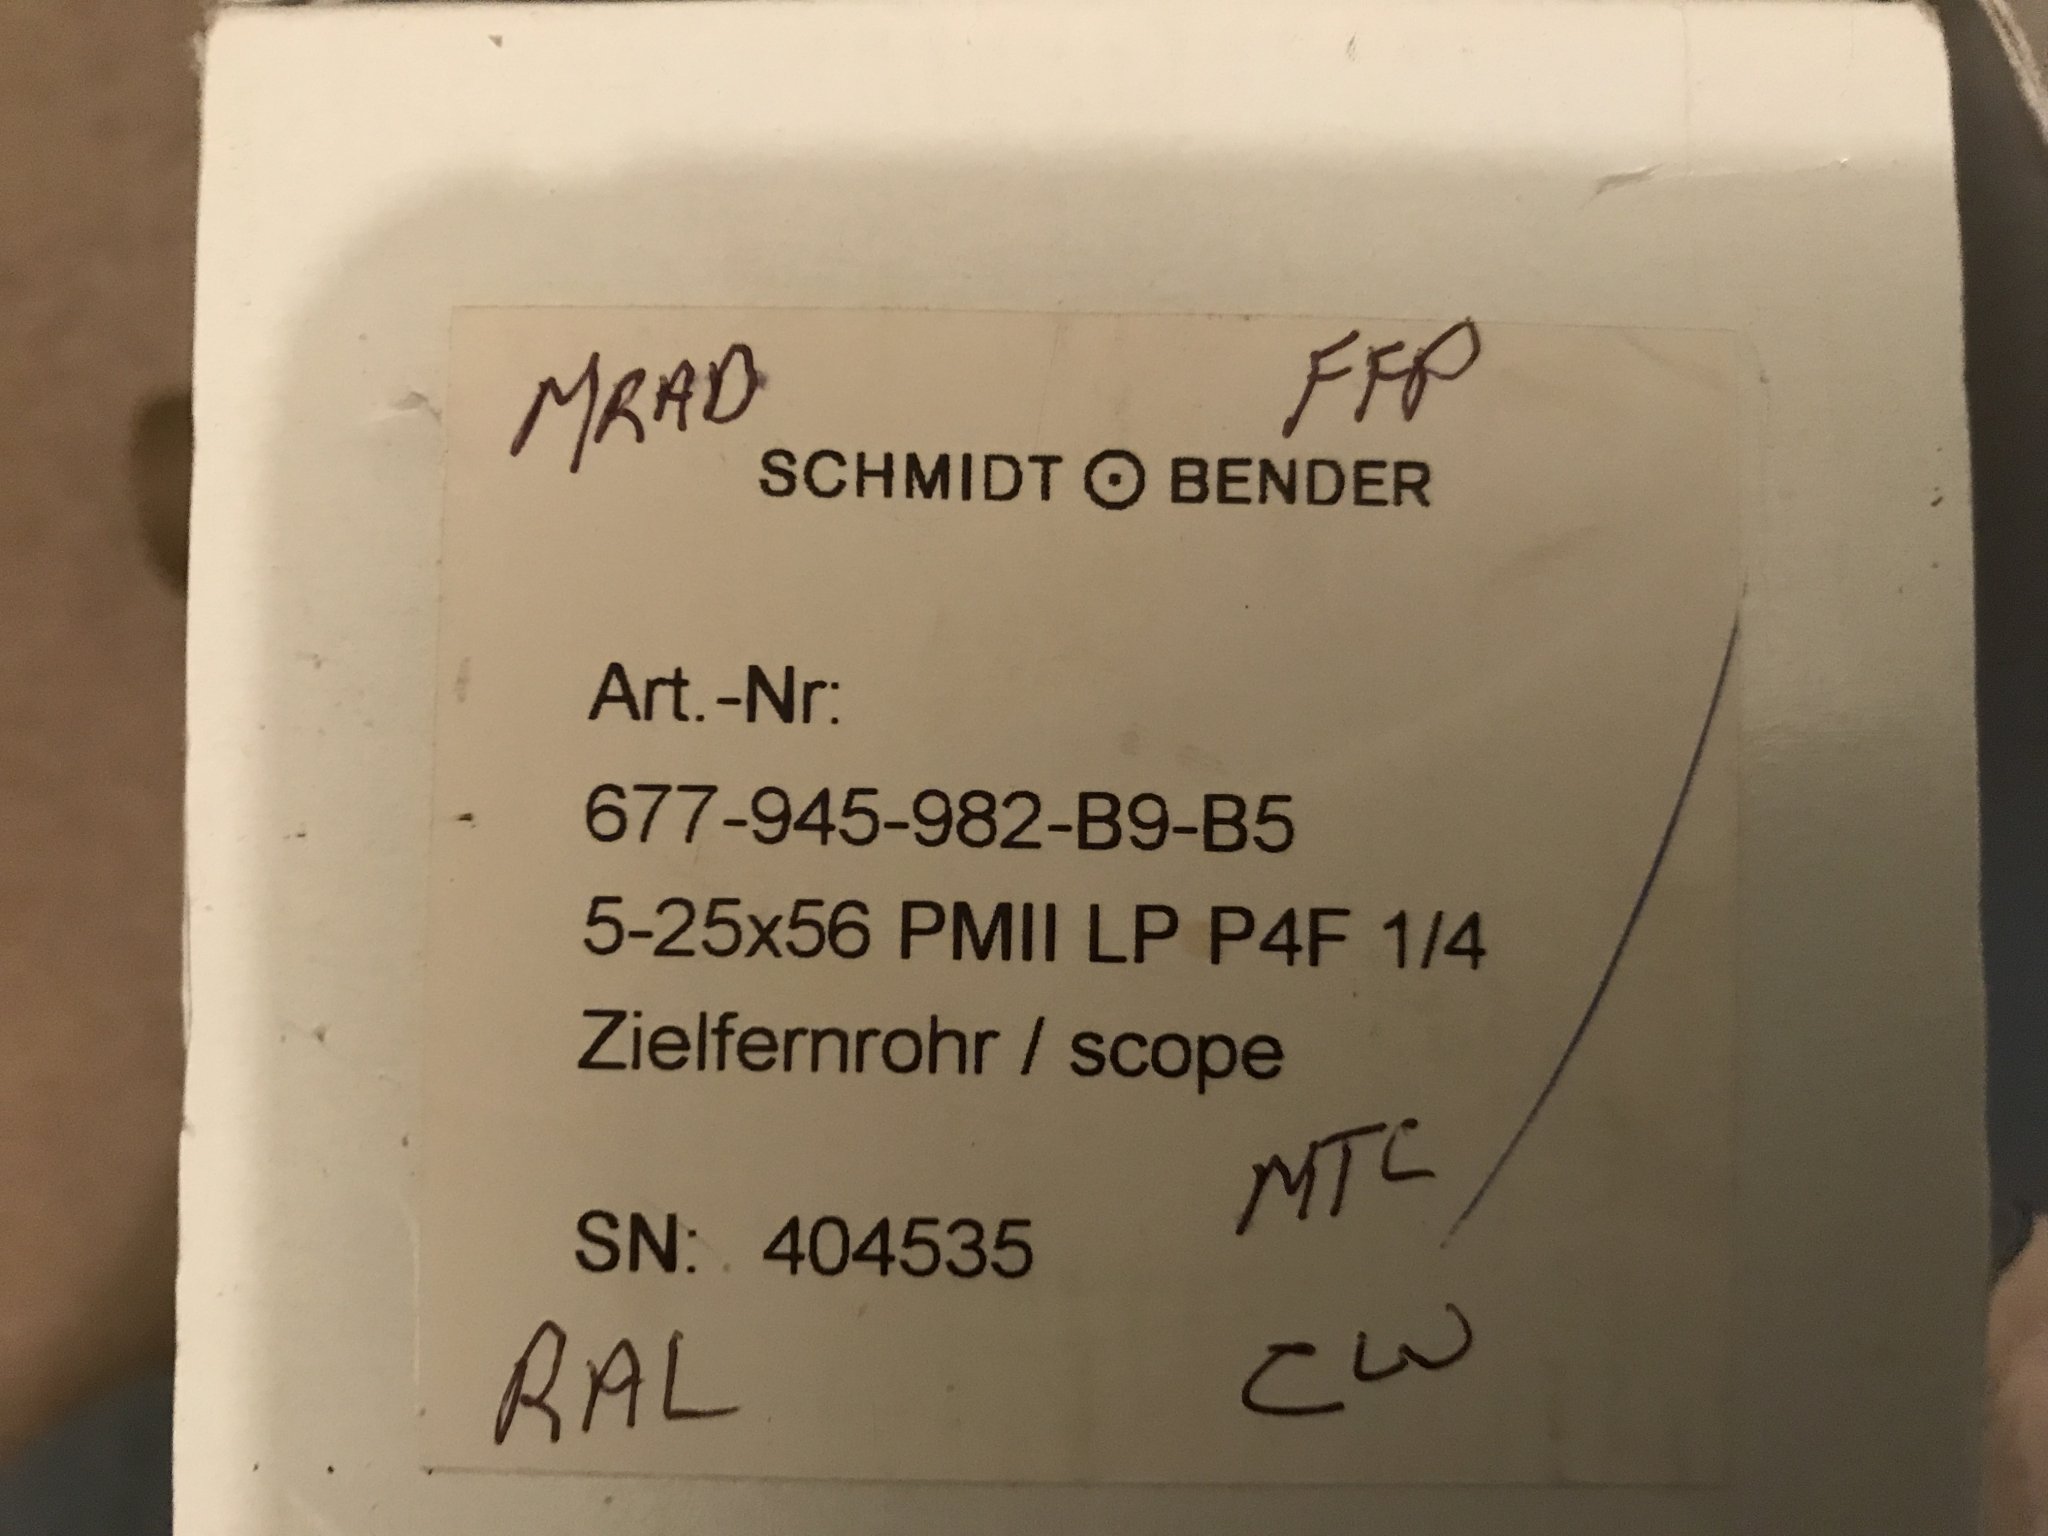 MRAD FFP
SCHMIDT BENDER
Art.-Nr:
677-945-982-B9-B5
5-25x56 PMII LP P4F 1/4
Zielfernrohr / scope
MTC
SN: 404535
RAL CW